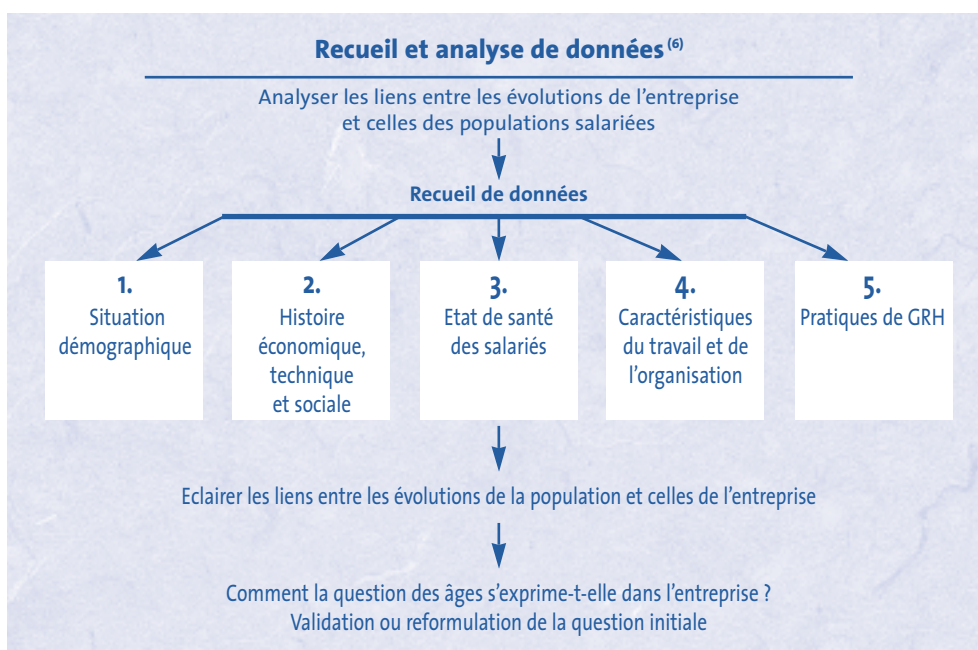 Recueil et analyse de données (6)
Analyser les liens entre les évolutions de l'entreprise
et celles des populations salariées
Recueil de données
1.
Situation
démographique
2.
Histoire
économique,
technique
et sociale
3.
Etat de santé
des salariés
4.
Caractéristiques
du travail et de
l'organisation
5.
Pratiques de GRH
Eclairer les liens entre les évolutions de la population et celles de l'entreprise
Comment la question des âges s'exprime-t-elle dans l'entreprise ?
Validation ou reformulation de la question initiale